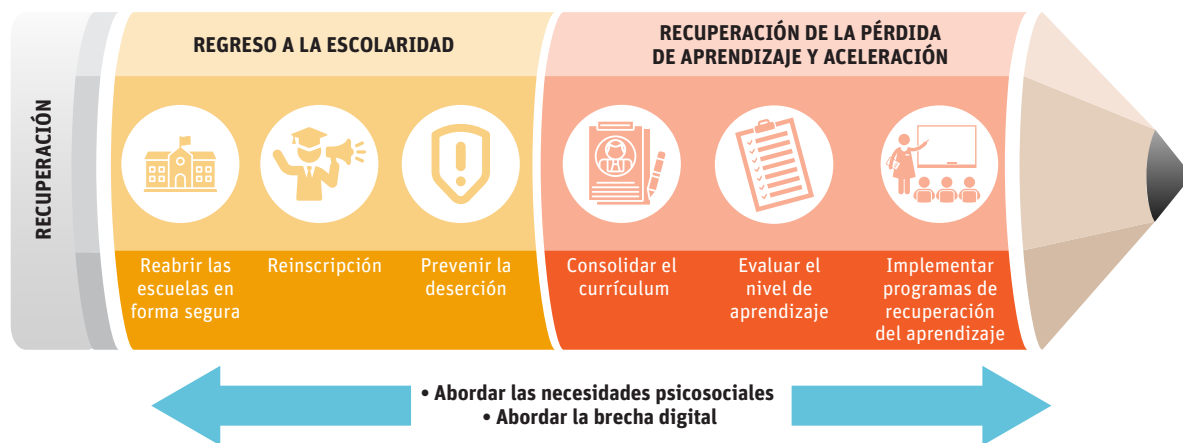 RECUPERACIÓN
REGRESO A LA ESCOLARIDAD
Reabrir las
escuelas en
forma segura
Reinscripción
Prevenir la
deserción
RECUPERACIÓN DE LA PÉRDIDA
DE APRENDIZAJE Y ACELERACIÓN
Consolidar el
currículum
Evaluar el
nivel de
aprendizaje
Implementar
programas de
recuperación
del aprendizaje
• Abordar las necesidades psicosociales
• Abordar la brecha digital